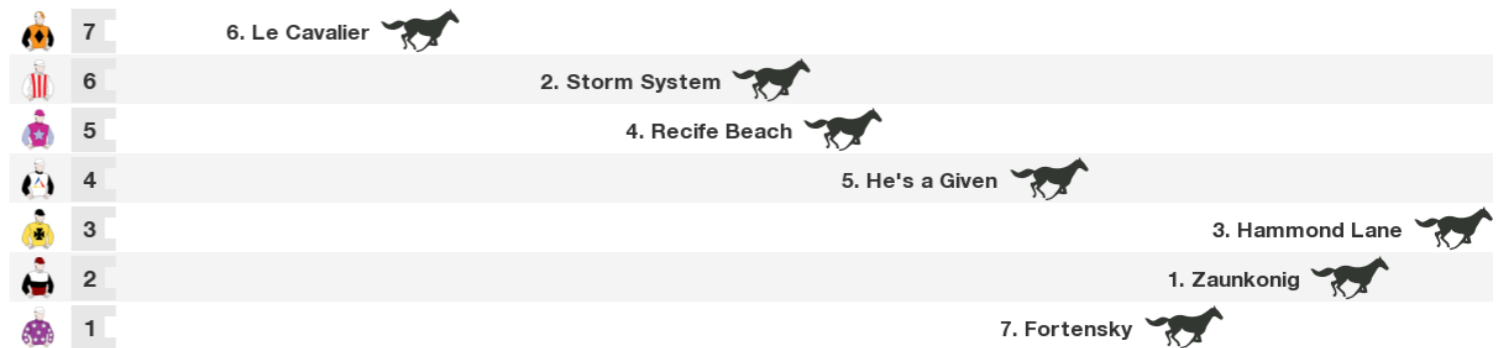 7 6. Le Cavalier
6 2. Storm System
5 4. Recife Beach
4 5. He's a Given
3 3. Hammond Lane
2 1. Zaunkonig
1 7. Fortensky